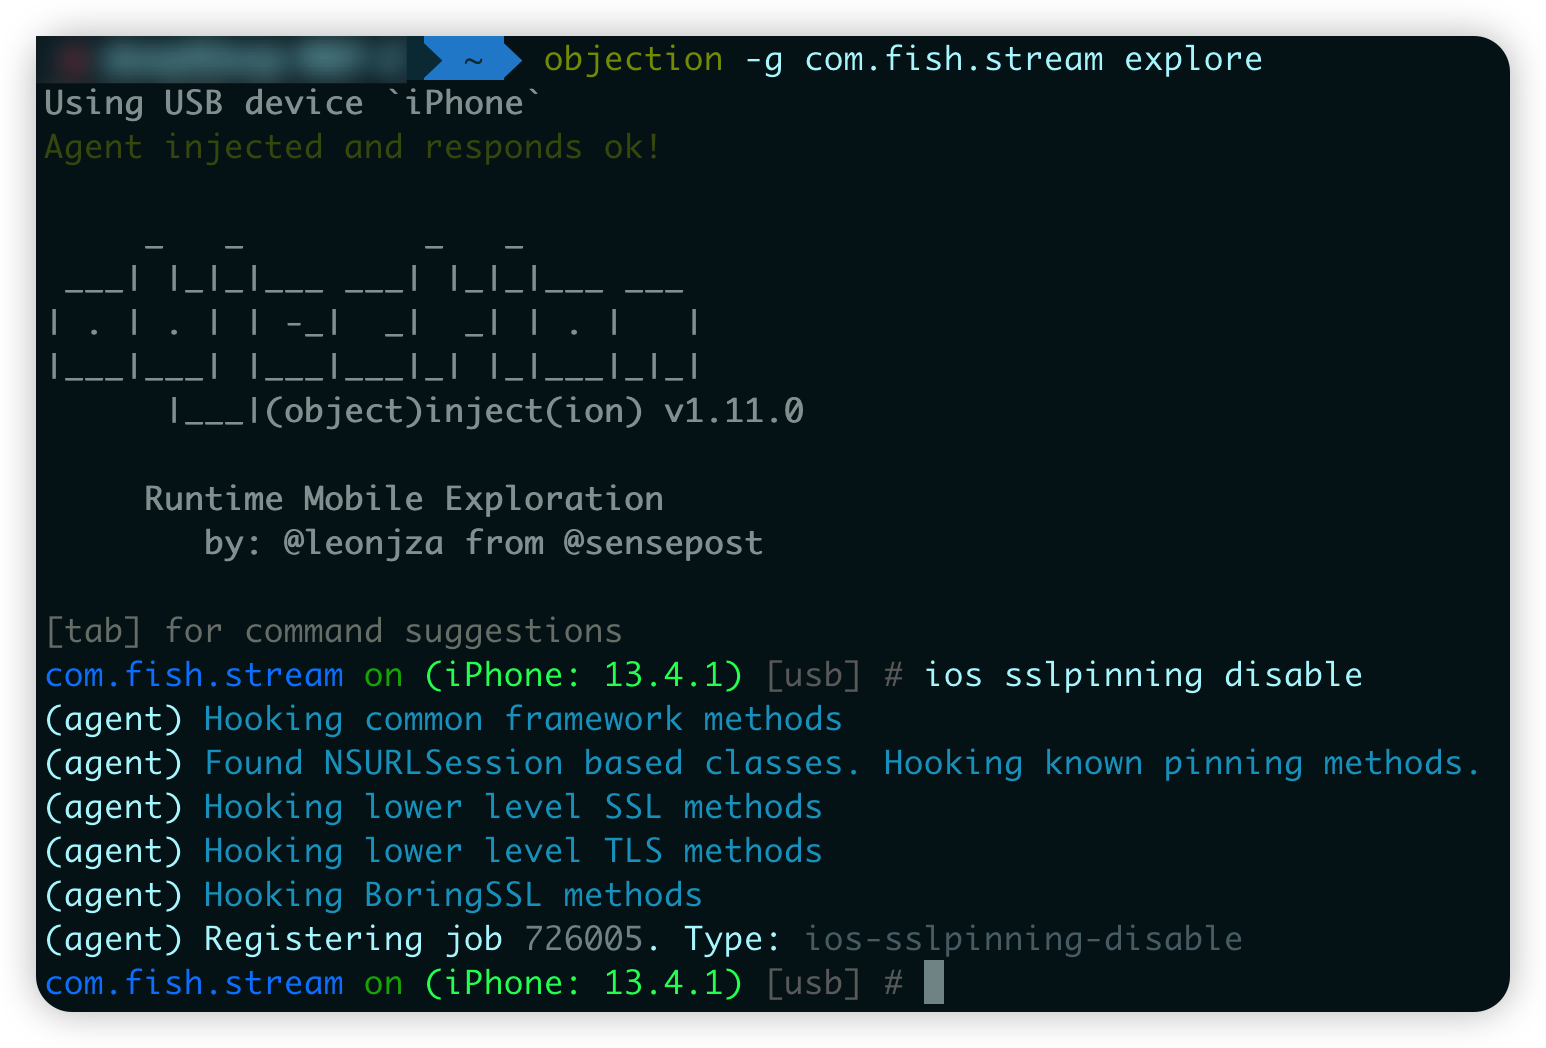 ~ objection -g com.fish.stream explore
Using USB device `iPhone`
Agent injected and responds ok!
     _   _         _   _
 ___| |_|_|___ ___| |_|_|___ ___
| . | . | | -_|  _|  _| | . |   |
|___|___| |___|___|_| |_|___|_|_|
      |___|(object)inject(ion) v1.11.0
Runtime Mobile Exploration
by: @leonjza from @sensepost
[tab] for command suggestions
com.fish.stream on (iPhone: 13.4.1) [usb] # ios sslpinning disable
(agent) Hooking common framework methods
(agent) Found NSURLSession based classes. Hooking known pinning methods.
(agent) Hooking lower level SSL methods
(agent) Hooking lower level TLS methods
(agent) Hooking BoringSSL methods
(agent) Registering job 726005. Type: ios-sslpinning-disable
com.fish.stream on (iPhone: 13.4.1) [usb] #